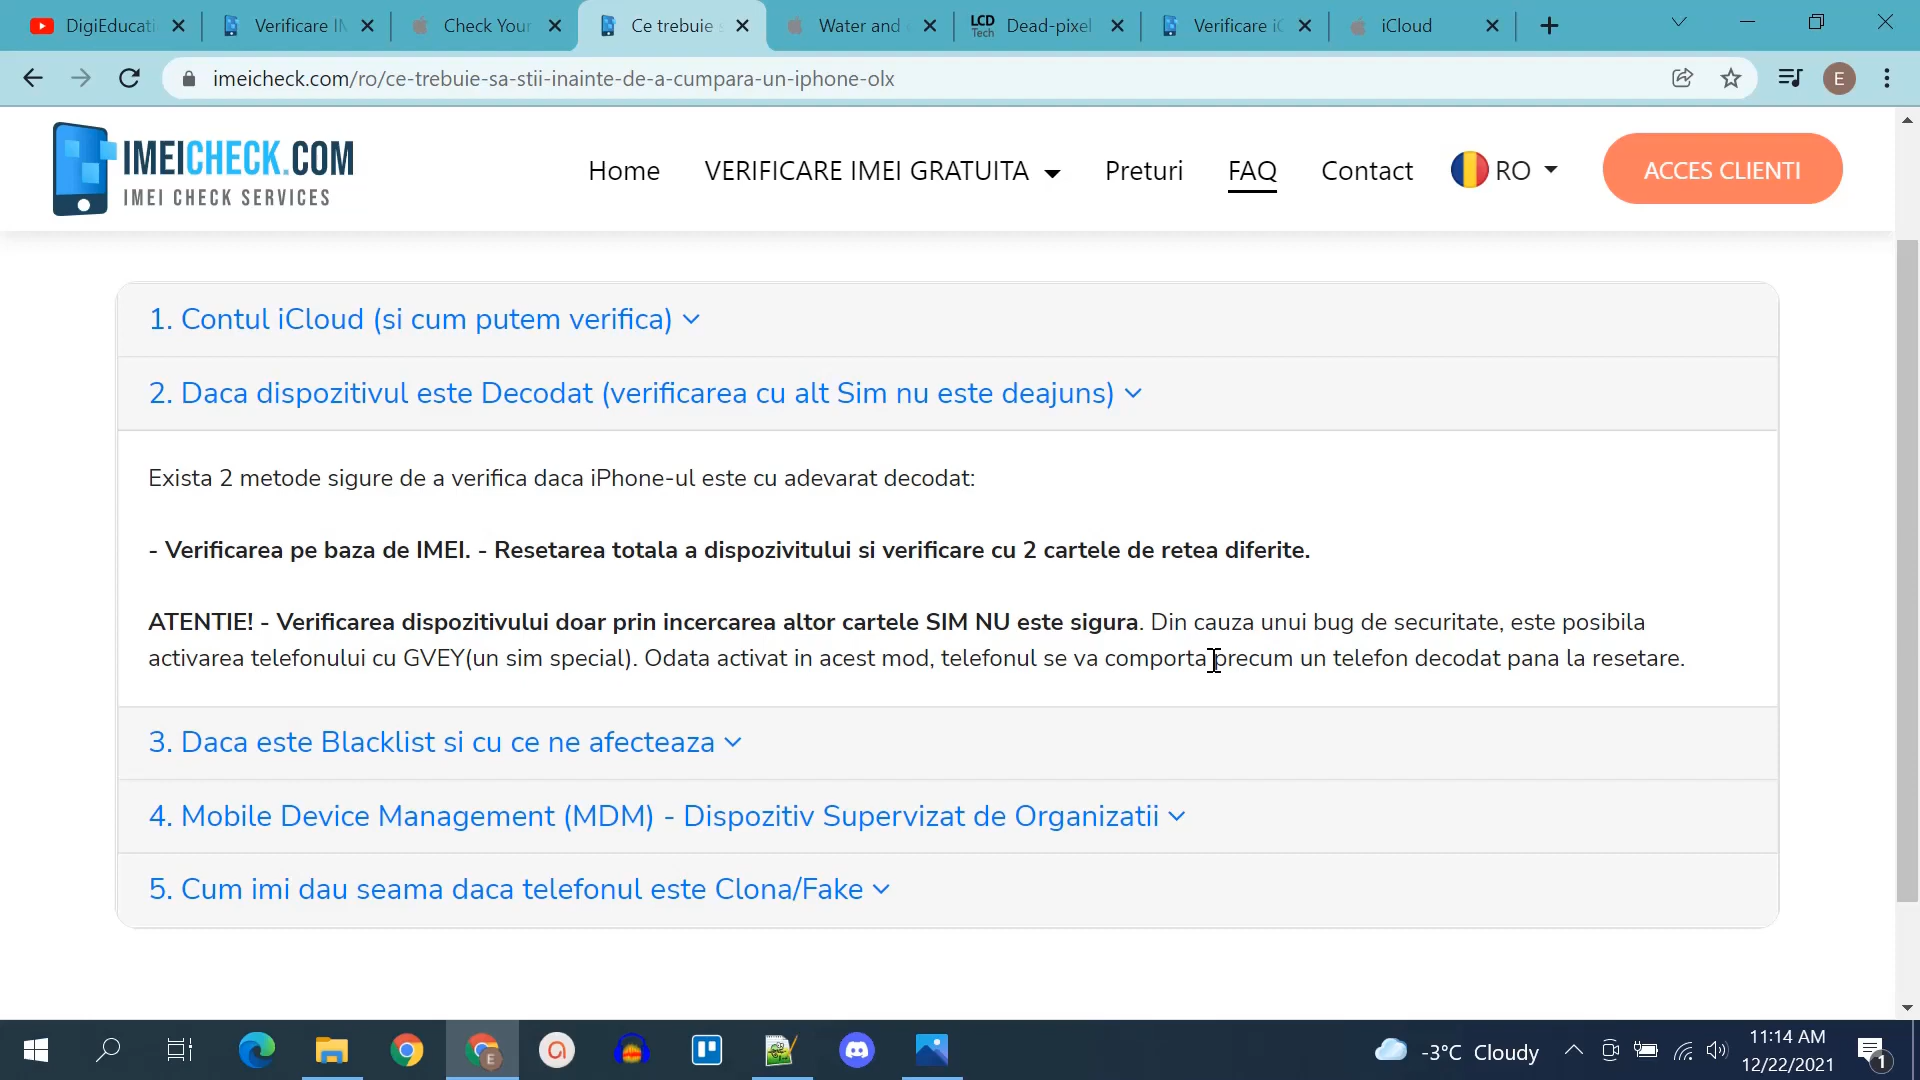 DigiEducati
Verificare IM
Check Your
Ce trebuie s
Water and o
LCD
Tech
Dead-pixel
Verificare iC
iCloud
imeicheck.com/ro/ce-trebuie-sa-stii-inainte-de-a-cumpara-un-iphone-olx
E
IMEICHECK.COM
IMEI CHECK SERVICES
Home
VERIFICARE IMEI GRATUITA
Preturi
FAQ
Contact
RO
ACCES CLIENTI
1. Contul iCloud (si cum putem verifica)
2. Daca dispozitivul este Decodat (verificarea cu alt Sim nu este deajuns)
Exista 2 metode sigure de a verifica daca iPhone-ul este cu adevarat decodat:
- Verificarea pe baza de IMEI. - Resetarea totala a dispozivitului si verificare cu 2 cartele de retea diferite.
ATENTIE! - Verificarea dispozitivului doar prin incercarea altor cartele SIM NU este sigura. Din cauza unui bug de securitate, este posibila
activarea telefonului cu GVEY(un sim special). Odata activat in acest mod, telefonul se va comporta precum un telefon decodat pana la resetare.
3. Daca este Blacklist si cu ce ne afecteaza
4. Mobile Device Management (MDM) - Dispozitiv Supervizat de Organizatii
5. Cum imi dau seama daca telefonul este Clona/Fake
E
-3°C Cloudy
11:14 AM
12/22/2021
1